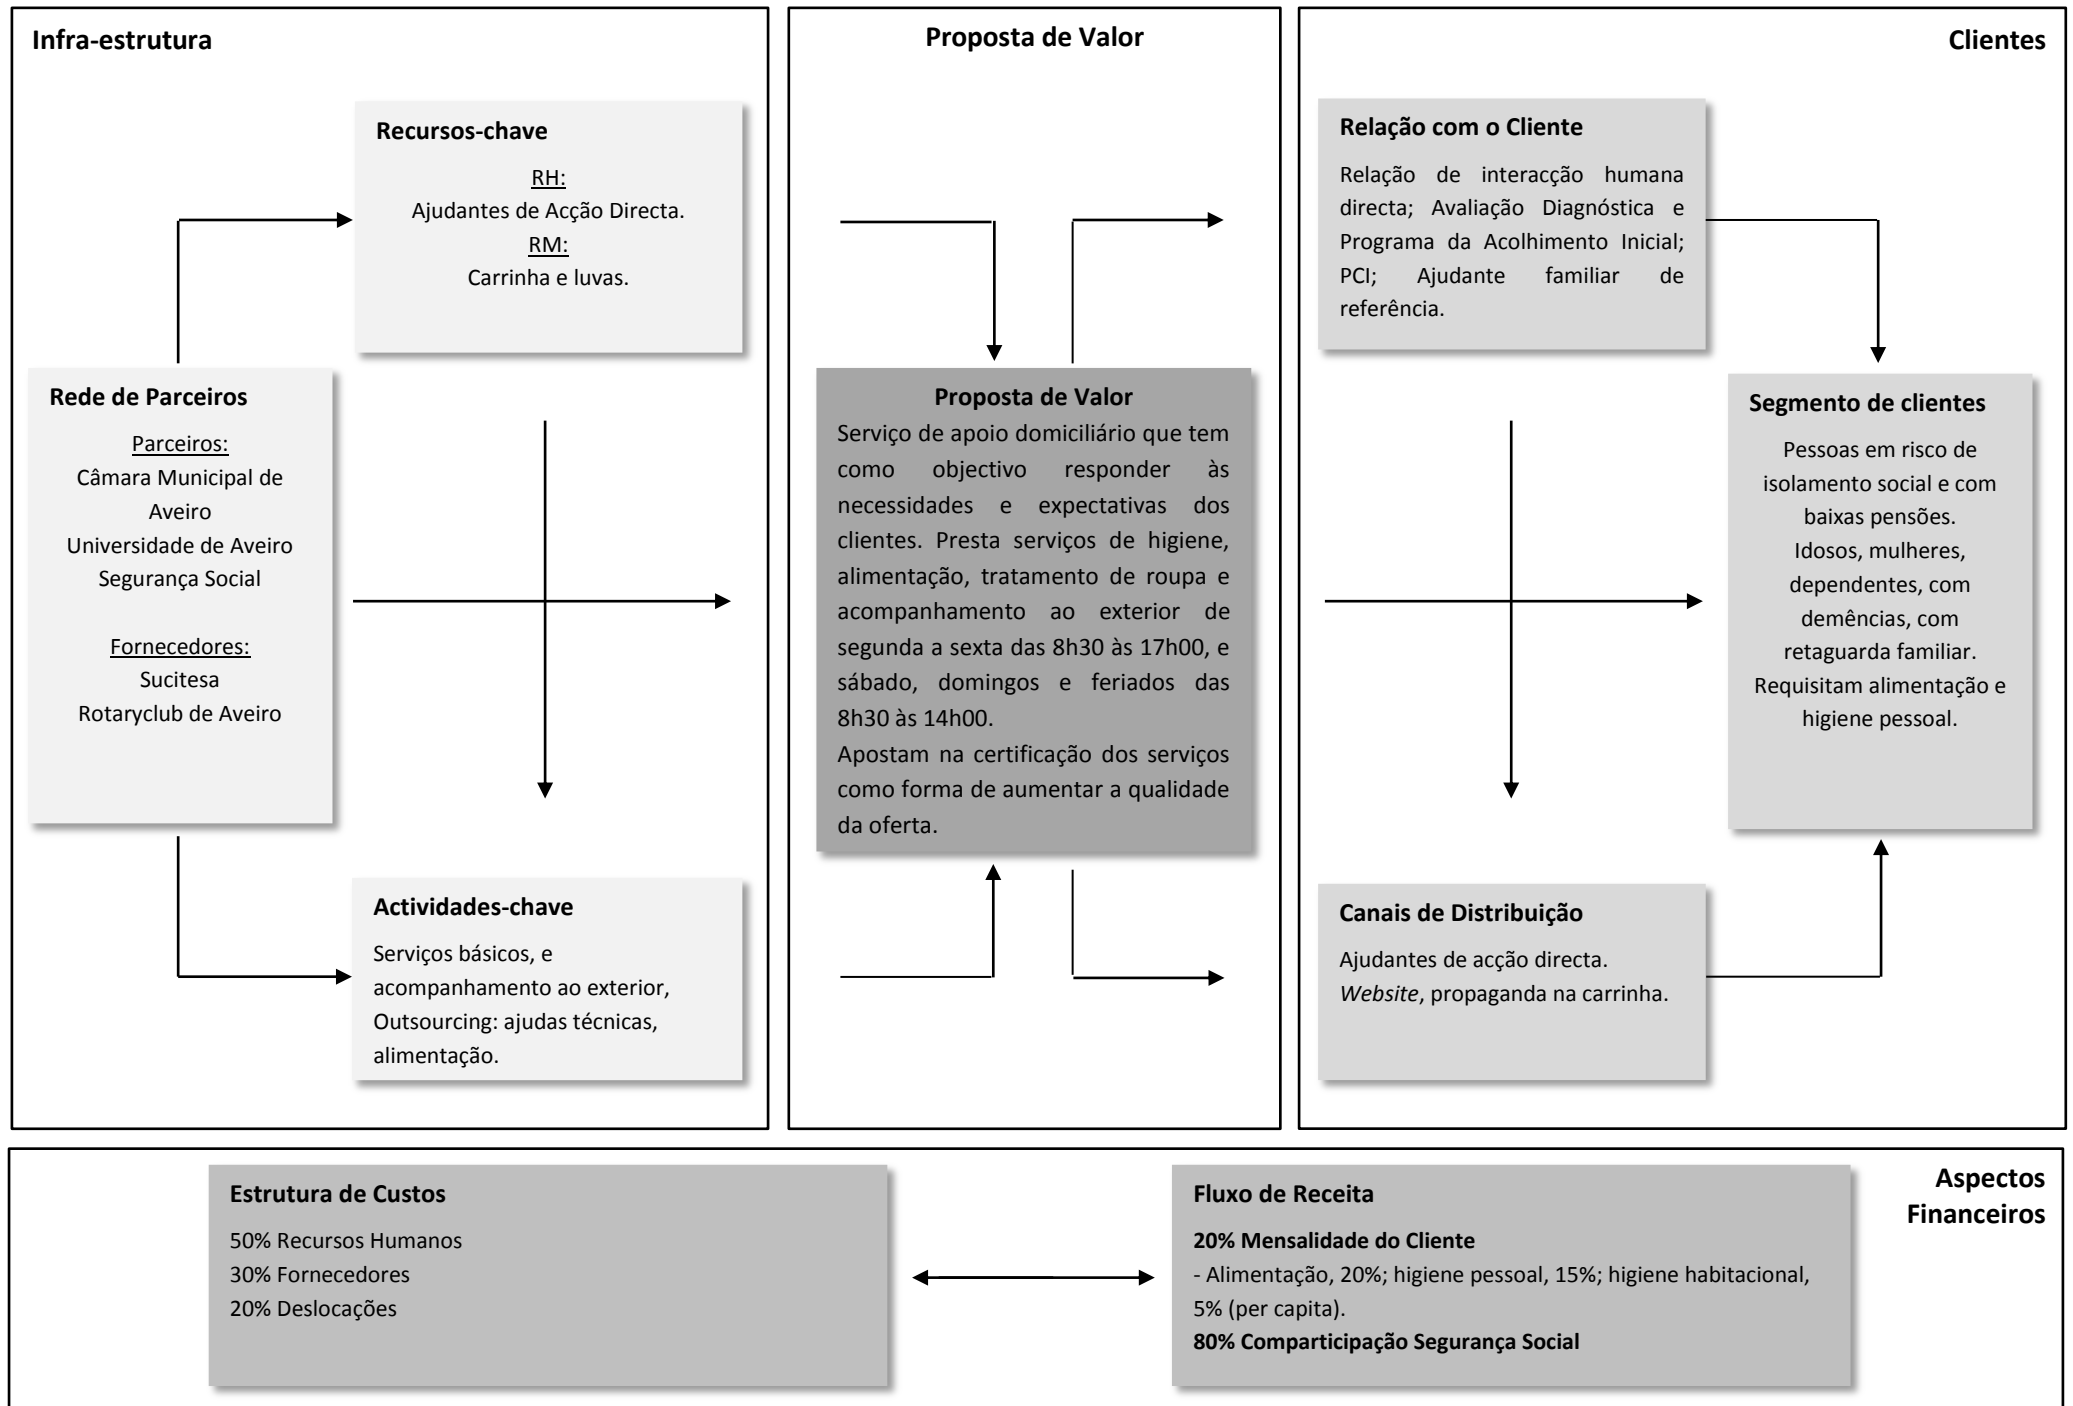 Infra-estrutura
Recursos-chave
RH:
Ajudantes de Acção Directa.
RM:
Carrinha e luvas.
Rede de Parceiros
Parceiros:
Câmara Municipal de
Aveiro
Universidade de Aveiro
Segurança Social
Fornecedores:
Sucitesa
Rotaryclub de Aveiro
Actividades-chave
Serviços básicos, e
acompanhamento ao exterior,
Outsourcing: ajudas técnicas,
alimentação.
Proposta de Valor
Proposta de Valor
Serviço de apoio domiciliário que tem
como objectivo responder às
necessidades e expectativas dos
clientes. Presta serviços de higiene,
alimentação, tratamento de roupa e
acompanhamento ao exterior de
segunda a sexta das 8h30 às 17h00, e
sábado, domingos e feriados das
8h30 às 14h00.
Apostam na certificação dos serviços
como forma de aumentar a qualidade
da oferta.
Clientes
Relação com o Cliente
Relação de interacção humana
directa; Avaliação Diagnóstica e
Programa da Acolhimento Inicial;
PCI; Ajudante familiar de
referência.
Segmento de clientes
Pessoas em risco de
isolamento social e com
baixas pensões.
Idosos, mulheres,
dependentes, com
demências, com
retaguarda familiar.
Requisitam alimentação e
higiene pessoal.
Canais de Distribuição
Ajudantes de acção directa.
Website, propaganda na carrinha.
Aspectos
Financeiros
Estrutura de Custos
50% Recursos Humanos
30% Fornecedores
20% Deslocações
Fluxo de Receita
20% Mensalidade do Cliente
- Alimentação, 20%; higiene pessoal, 15%; higiene habitacional,
5% (per capita).
80% Comparticipação Segurança Social